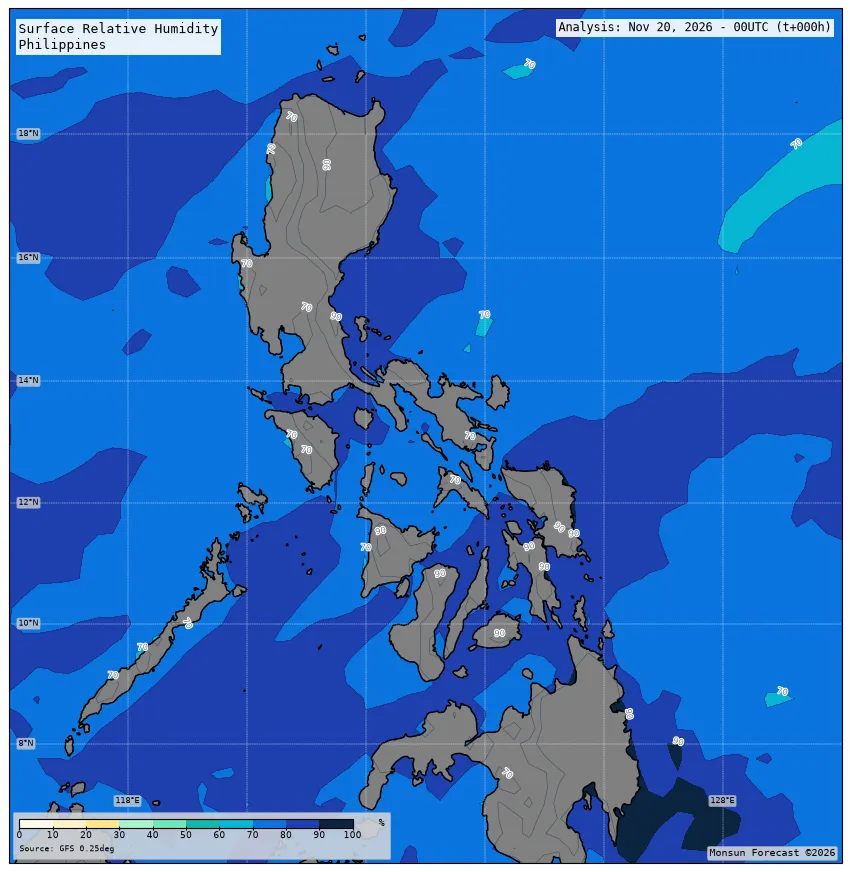 Surface Relative Humidity
Philippines
Analysis: Nov 20, 2026 - 00UTC (t+000h)
70
70
70
70
90
18°N
70
16°N
70
90
70
14°N
70
70
70
70
12°N
90
90
90
70
90
90
90
10°N
70
90
70
70
70
90
90
8°N
70
118°E
128°E
%
0 10 20 30 40 50 60 70 80 90 100
Source: GFS 0.25deg
Monsun Forecast ©2026